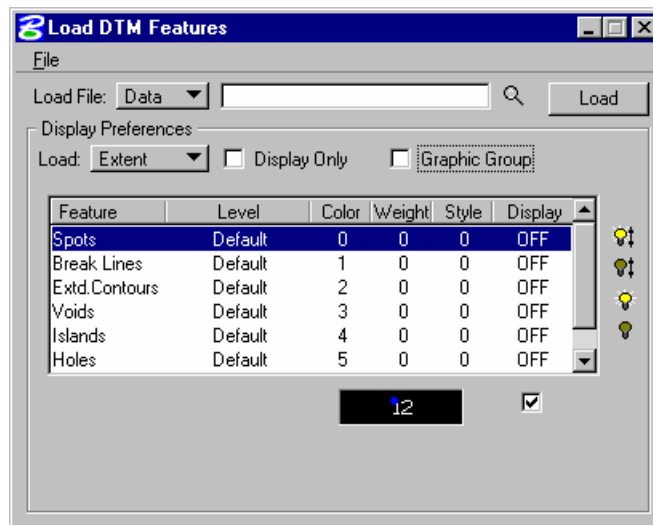 Load DTM Features
File
Load File: Data Load
Display Preferences
Load: Extent Display Only Graphic Group
Feature Level Color Weight Style Display
Spots Default 0 0 0 OFF
Break Lines Default 1 0 0 OFF
Extd.Contours Default 2 0 0 OFF
Voids Default 3 0 0 OFF
Islands Default 4 0 0 OFF
Holes Default 5 0 0 OFF
12